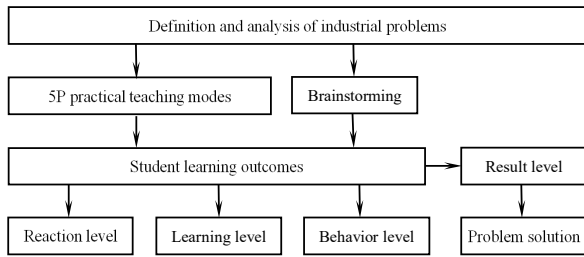 Definition and analysis of industrial problems
5P practical teaching modes
Brainstorming
Student learning outcomes
Result level
Reaction level
Learning level
Behavior level
Problem solution